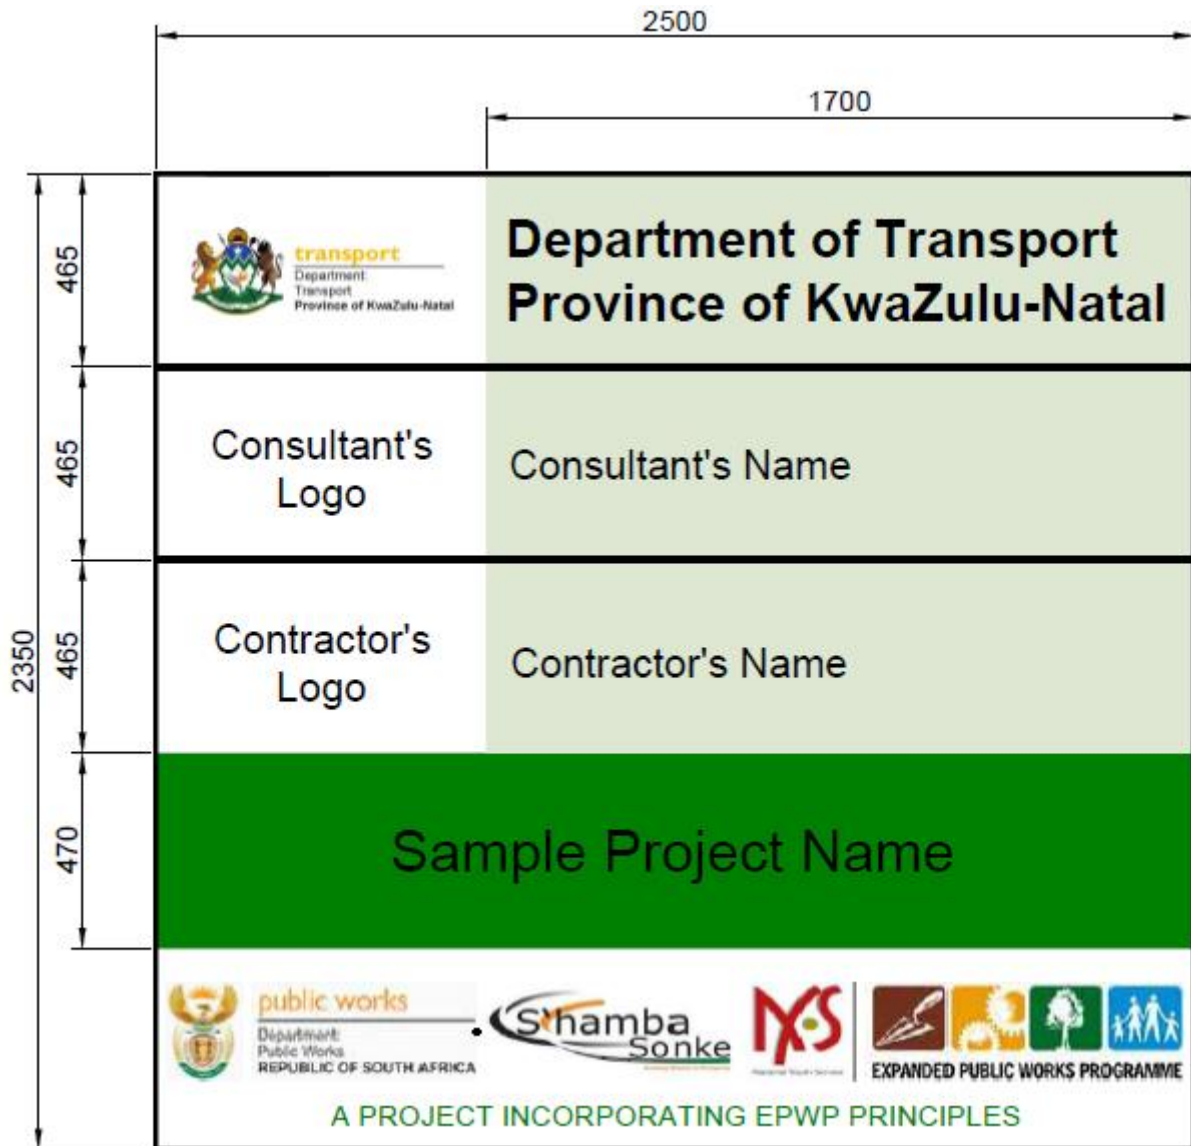 2500
1700
465
transport
Department:
Transport
Province of KwaZulu-Natal
Department of Transport
Province of KwaZulu-Natal
465
Consultant's
Logo
Consultant's Name
2350
465
Contractor's
Logo
Contractor's Name
470
Sample Project Name
public works
Department:
Public Works
REPUBLIC OF SOUTH AFRICA
S'hamba
Sonke
NYS
EXPANDED PUBLIC WORKS PROGRAMME
A PROJECT INCORPORATING EPWP PRINCIPLES